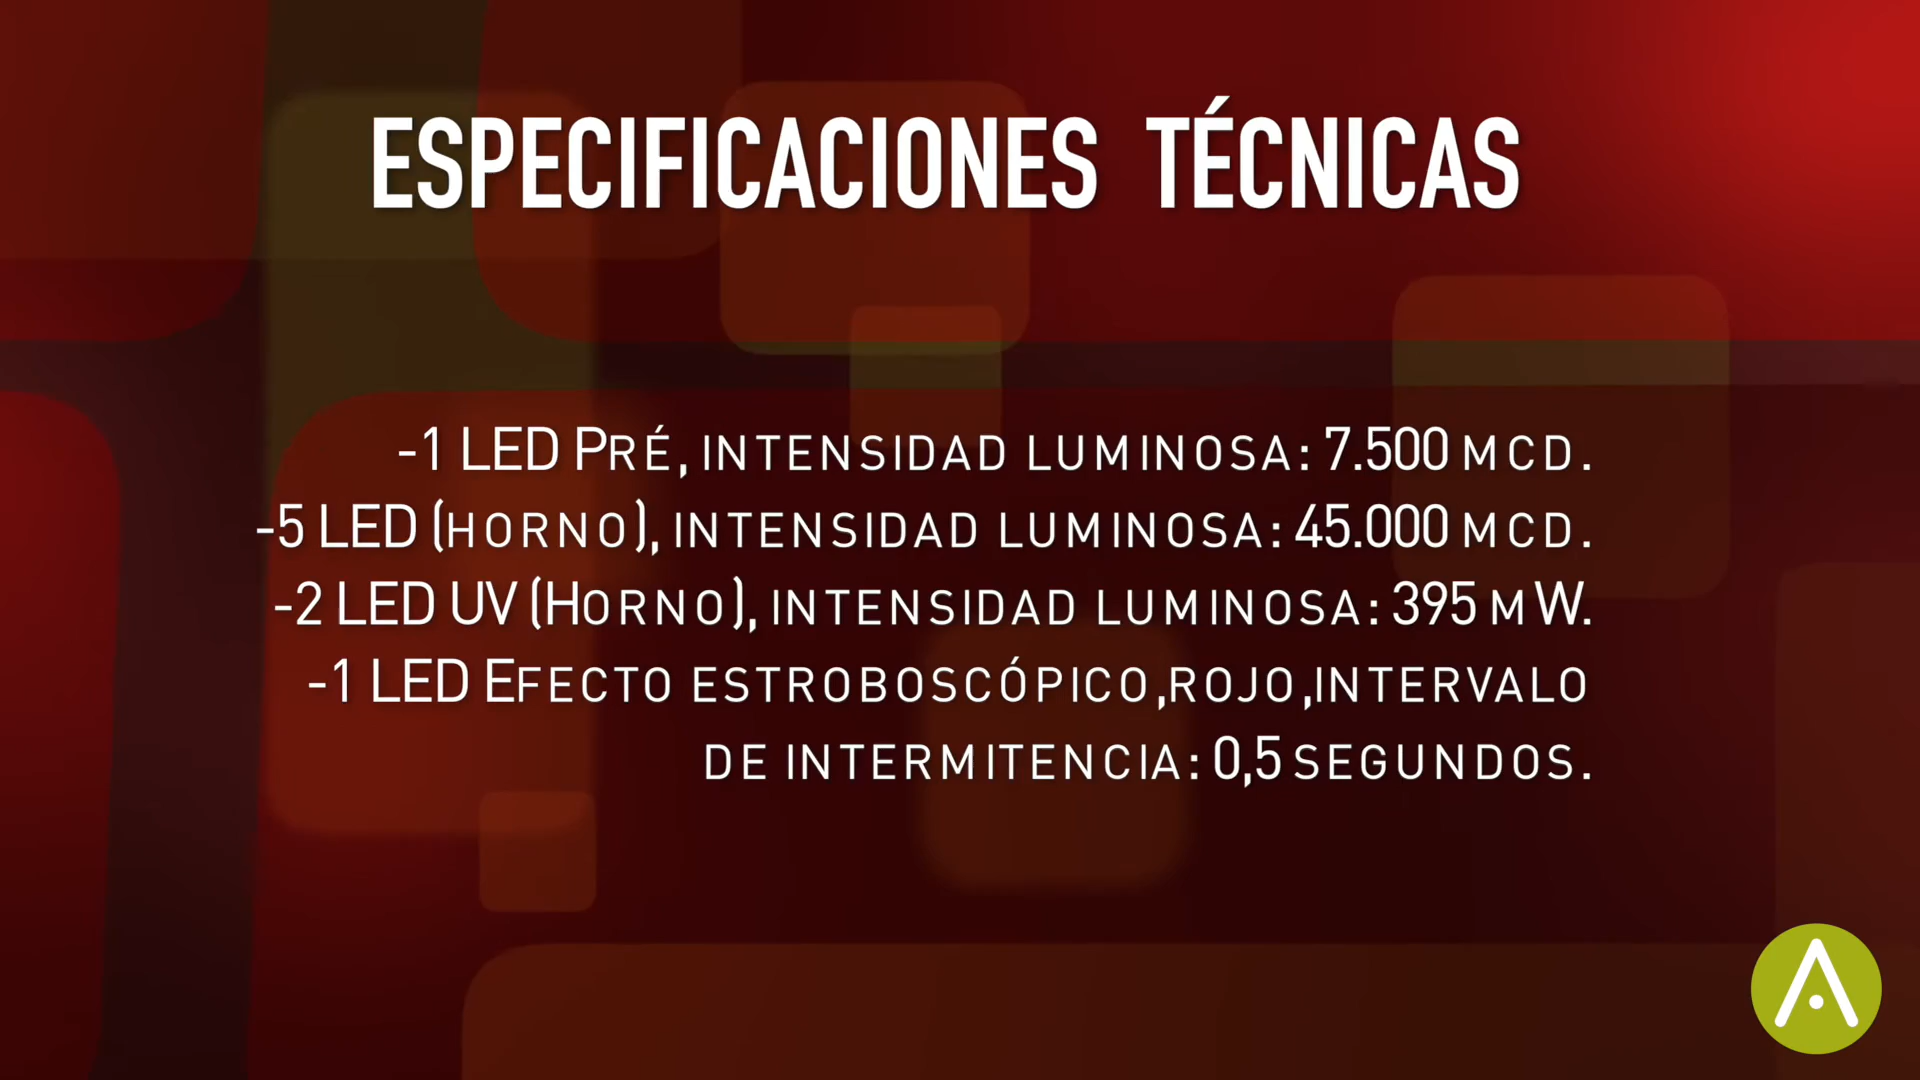 ESPECIFICACIONES TÉCNICAS
-1 LED PRÉ, INTENSIDAD LUMINOSA: 7.500 MCD.
-5 LED (HORNO), INTENSIDAD LUMINOSA: 45.000 MCD.
-2 LED UV (HORNO), INTENSIDAD LUMINOSA: 395 MW.
-1 LED EFECTO ESTROBOSCÓPICO,ROJO,INTERVALO
DE INTERMITENCIA: 0,5 SEGUNDOS.